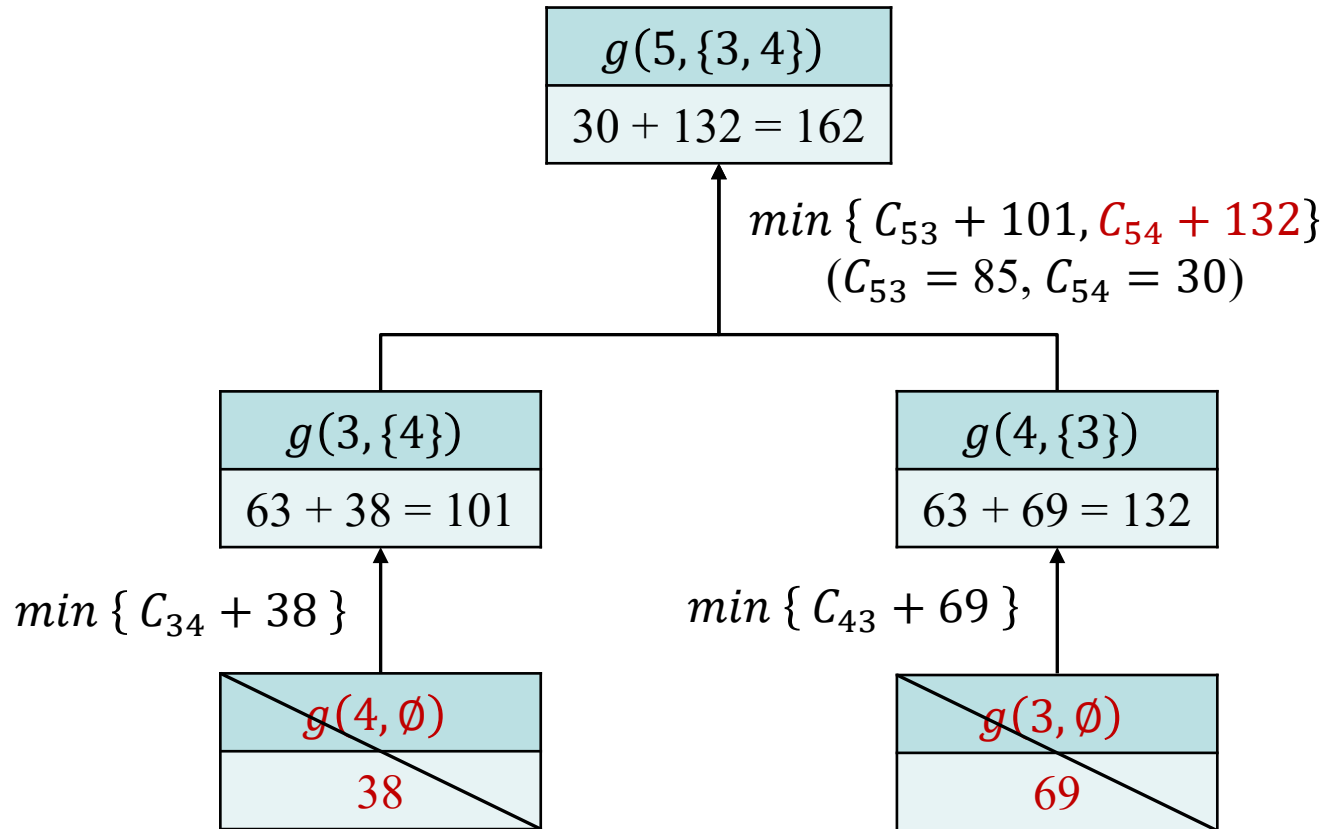 g(5, {3, 4})
30 + 132 = 162
min { C₅₃ + 101, C₅₄ + 132}
(C₅₃ = 85, C₅₄ = 30)
g(3, {4})
63 + 38 = 101
g(4, {3})
63 + 69 = 132
min { C₃₄ + 38 }
min { C₄₃ + 69 }
g(4, ∅)
38
g(3, ∅)
69